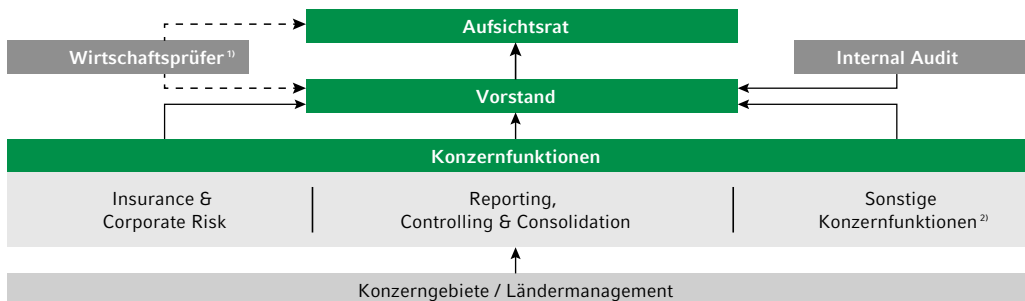 Aufsichtsrat
Wirtschaftsprüfer 1)
Internal Audit
Vorstand
Konzernfunktionen
Insurance &
Corporate Risk
Reporting,
Controlling & Consolidation
Sonstige
Konzernfunktionen 2)
Konzerngebiete / Ländermanagement